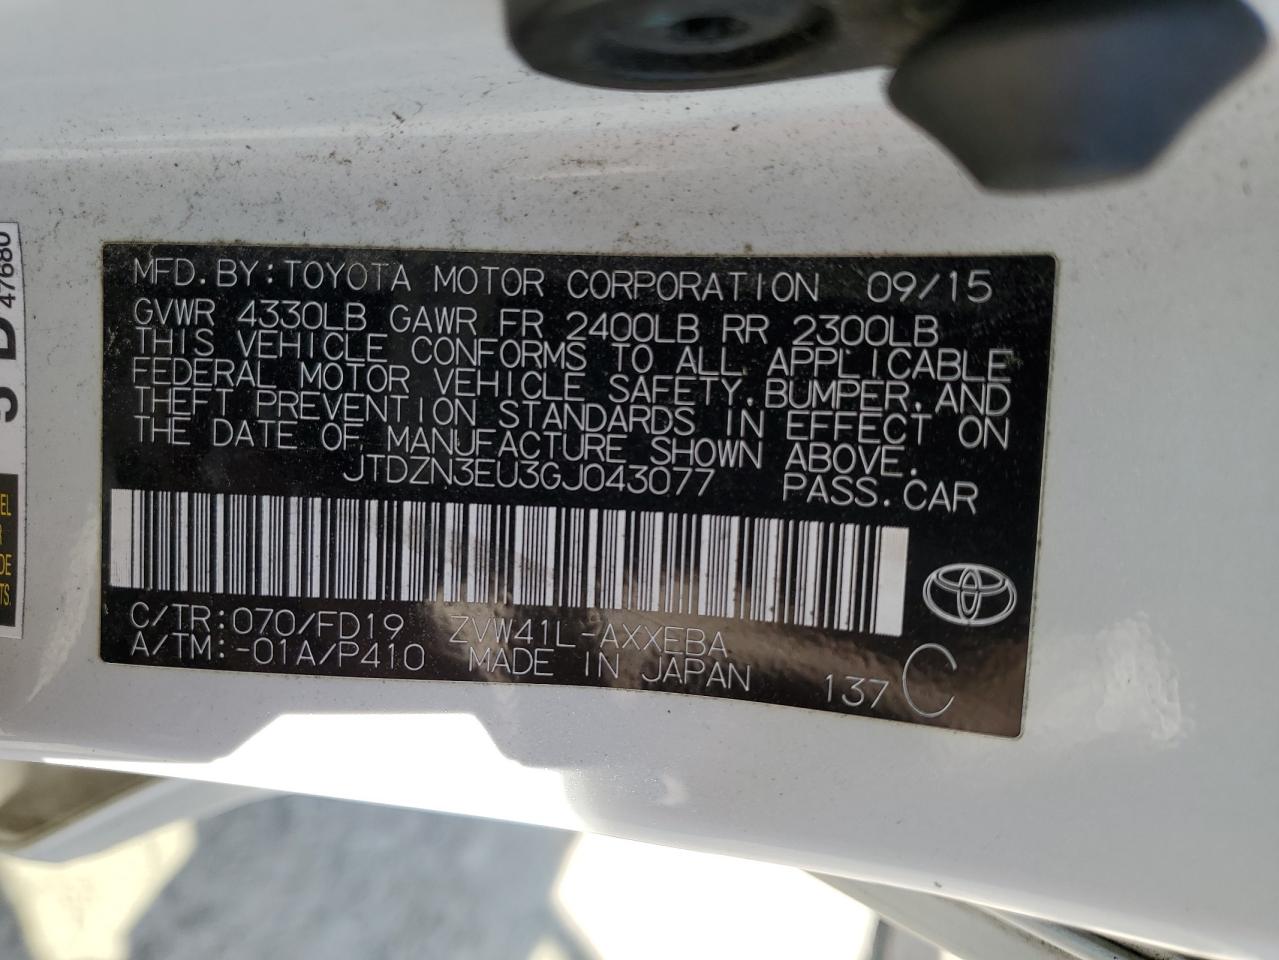 MFD.BY:TOYOTA MOTOR CORPORATION 09/15
GVWR 4330LB GAWR FR 2400LB RR 2300LB
THIS VEHICLE CONFORMS TO ALL APPLICABLE
FEDERAL MOTOR VEHICLE SAFETY,BUMPER,AND
THEFT PREVENTION STANDARDS IN EFFECT ON
THE DATE OF MANUFACTURE SHOWN ABOVE.
JTDZN3EU3GJ043077 PASS.CAR
C/TR:070/FD19 ZVW41L-AXXEBA
A/TM:-01A/P410 MADE IN JAPAN 137 C
47680